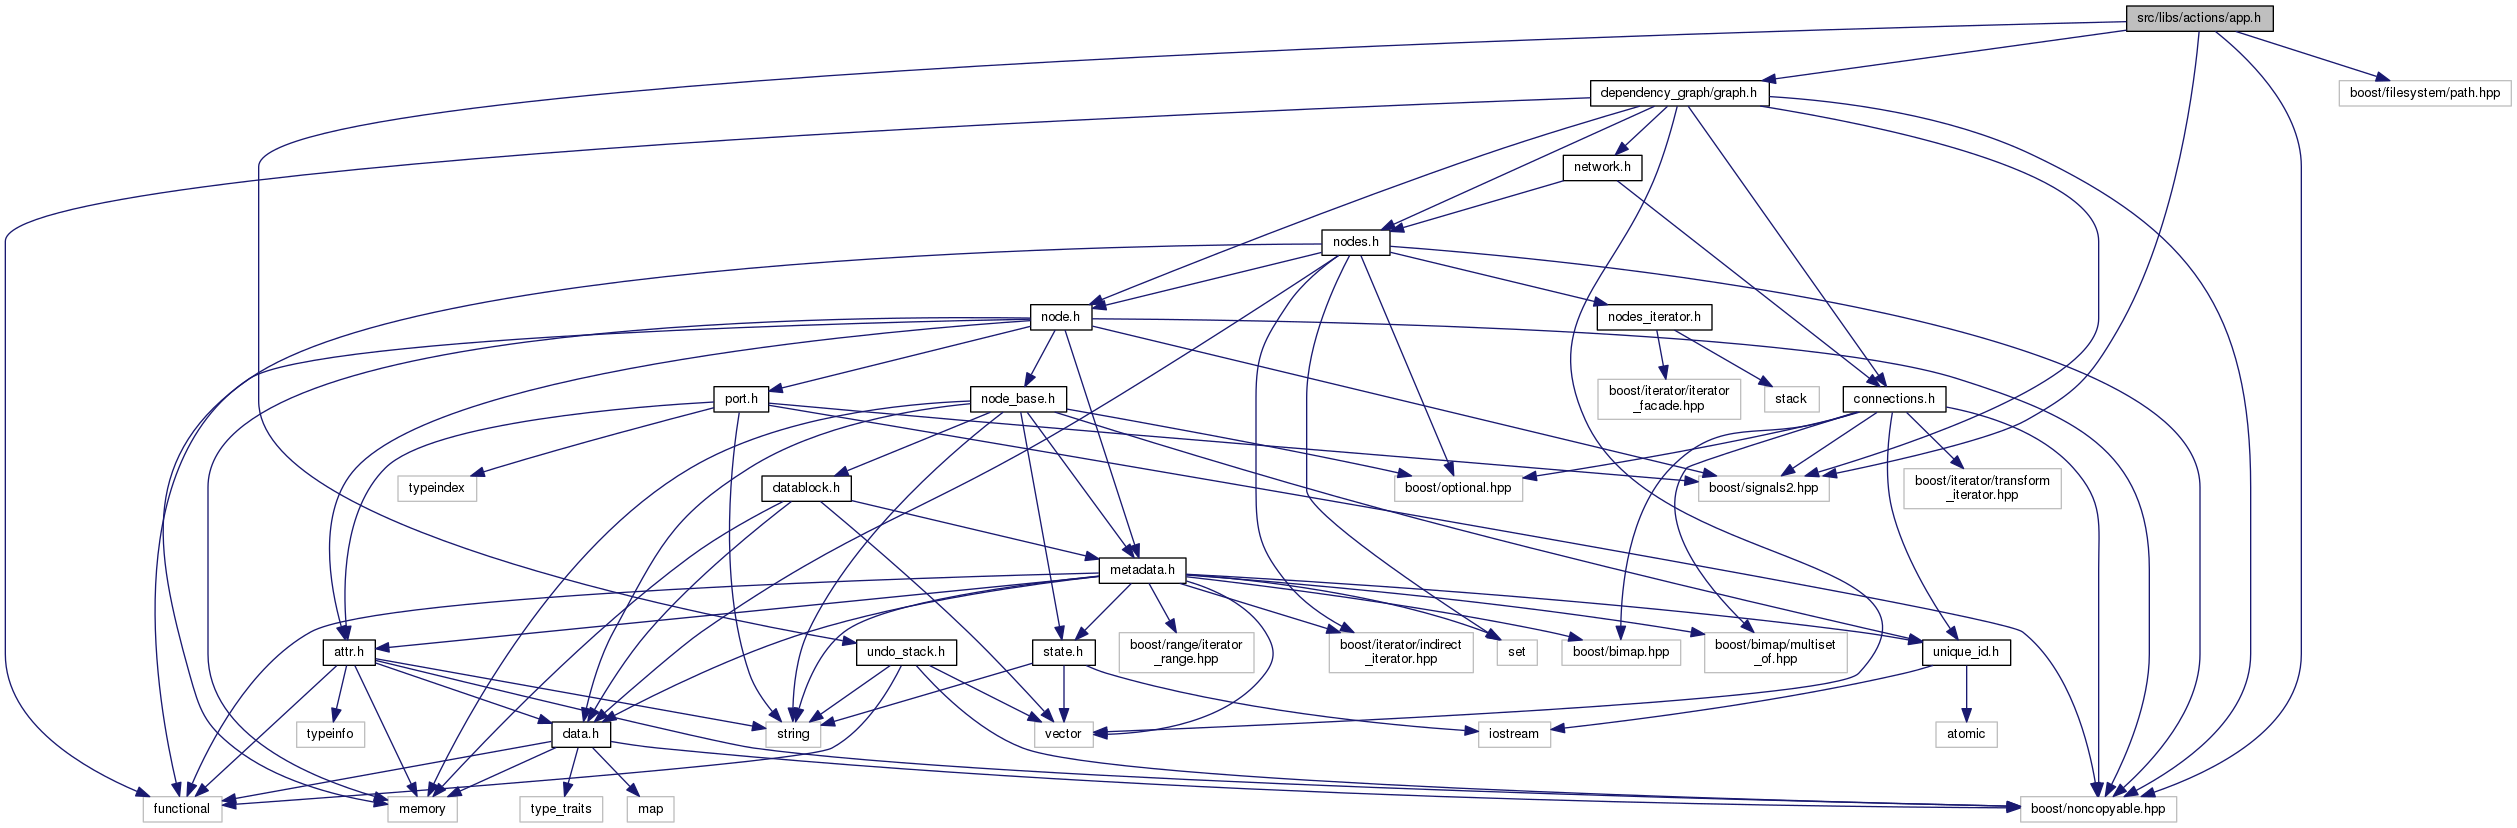 src/libs/actions/app.h
dependency_graph/graph.h
boost/filesystem/path.hpp
network.h
nodes.h
node.h
nodes_iterator.h
port.h
node_base.h
boost/iterator/iterator
_facade.hpp
stack
connections.h
typeindex
datablock.h
boost/optional.hpp
boost/signals2.hpp
boost/iterator/transform
_iterator.hpp
metadata.h
attr.h
undo_stack.h
state.h
boost/range/iterator
_range.hpp
boost/iterator/indirect
_iterator.hpp
set
boost/bimap.hpp
boost/bimap/multiset
_of.hpp
unique_id.h
typeinfo
data.h
string
vector
iostream
atomic
functional
memory
type_traits
map
boost/noncopyable.hpp